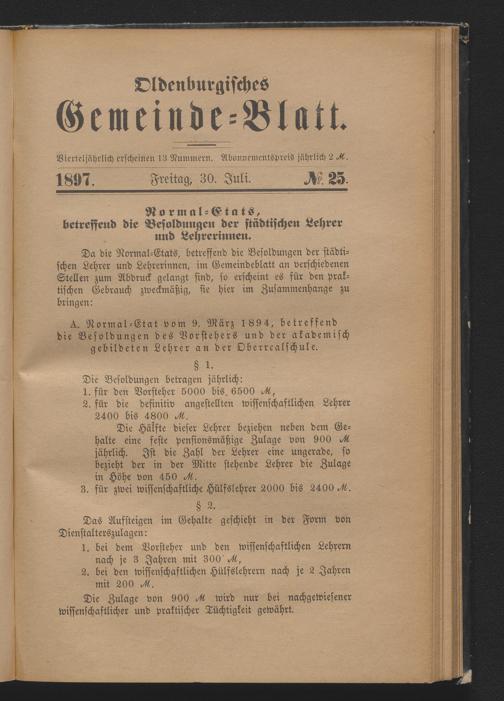 Oldenburgisches
Gemeinde-Blatt.
Vierteljährlich erscheinen 13 Nummern. Abonnementspreis jährlich 2 ℳ.
1897. Freitag, 30. Juli. № 25.
Normal-Etats,
betreffend die Besoldungen der städtischen Lehrer
und Lehrerinnen.
Da die Normal-Etats, betreffend die Besoldungen der städti-
schen Lehrer und Lehrerinnen, im Gemeindeblatt an verschiedenen
Stellen zum Abdruck gelangt sind, so erscheint es für den prak-
tischen Gebrauch zweckmäßig, sie hier im Zusammenhange zu
bringen:
A. Normal-Etat vom 9. März 1894, betreffend
die Besoldungen des Vorstehers und der akademisch
gebildeten Lehrer an der Oberrealschule.
§ 1.
Die Besoldungen betragen jährlich:
1. für den Vorsteher 5000 bis 6500 ℳ,
2. für die definitiv angestellten wissenschaftlichen Lehrer
2400 bis 4800 ℳ.
Die Hälfte dieser Lehrer beziehen neben dem Ge-
halte eine feste pensionsmäßige Zulage von 900 ℳ
jährlich. Ist die Zahl der Lehrer eine ungerade, so
bezieht der in der Mitte stehende Lehrer die Zulage
in Höhe von 450 ℳ.
3. für zwei wissenschaftliche Hülfslehrer 2000 bis 2400 ℳ.
§ 2.
Das Aufsteigen im Gehalte geschieht in der Form von
Dienstalterszulagen:
1. bei dem Vorsteher und den wissenschaftlichen Lehrern
nach je 3 Jahren mit 300 ℳ,
2. bei den wissenschaftlichen Hülfslehrern nach je 2 Jahren
mit 200 ℳ.
Die Zulage von 900 ℳ wird nur bei nachgewiesener
wissenschaftlicher und praktischer Tüchtigkeit gewährt.